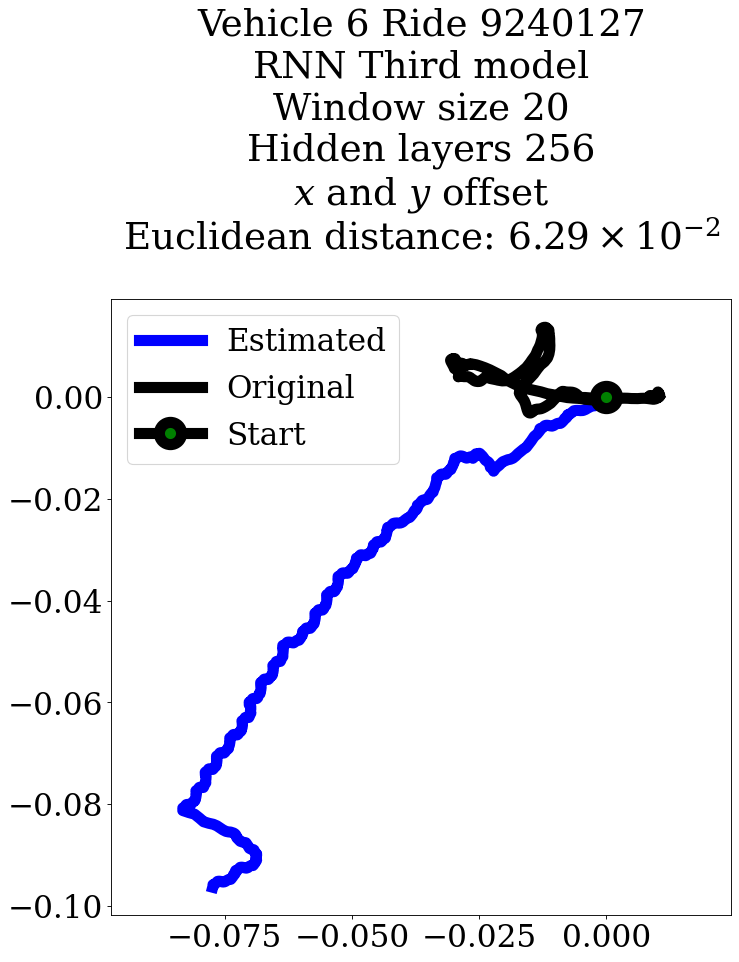 Vehicle 6 Ride 9240127
RNN Third model
Window size 20
Hidden layers 256
x and y offset
Euclidean distance: 6.29 × 10⁻²
Estimated
Original
Start
0.00
−0.02
−0.04
−0.06
−0.08
−0.10
−0.075 −0.050 −0.025 0.000